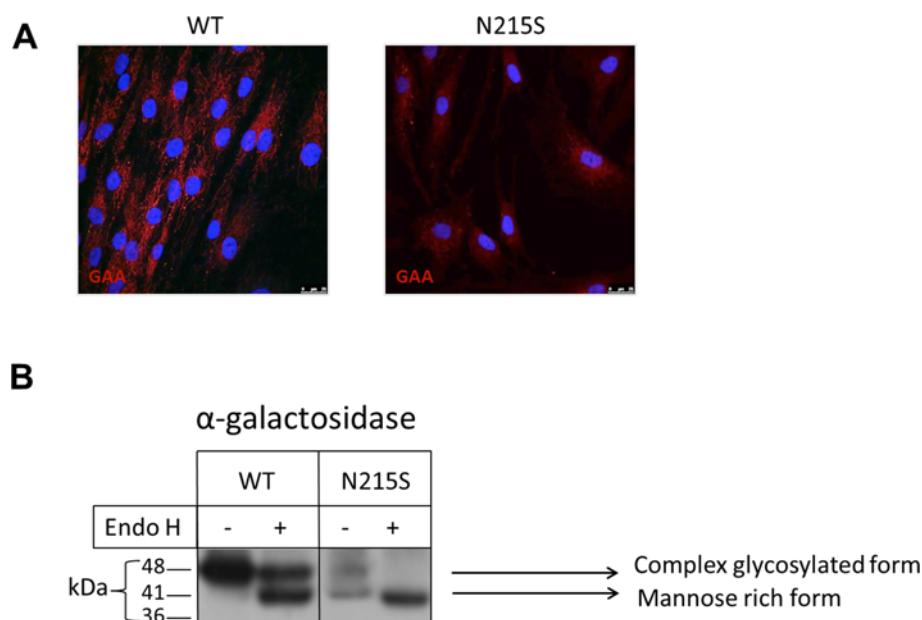 A
WT
N215S
GAA
GAA
B
α-galactosidase
WT
N215S
Endo H
-
+
-
+
kDa
48
41
36
Complex glycosylated form
Mannose rich form